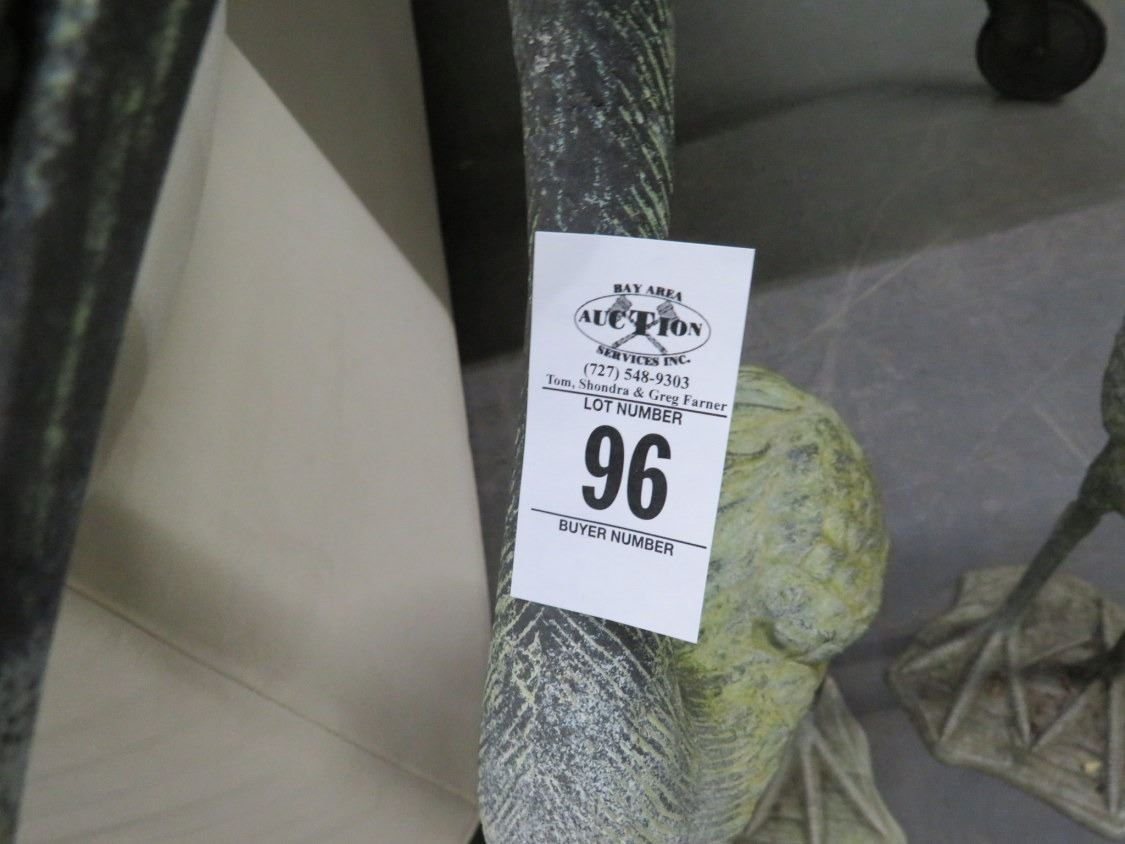 BAY AREA
AUCTION
SERVICES INC.
(727) 548-9303
Tom, Shondra & Greg Farner
LOT NUMBER
96
BUYER NUMBER